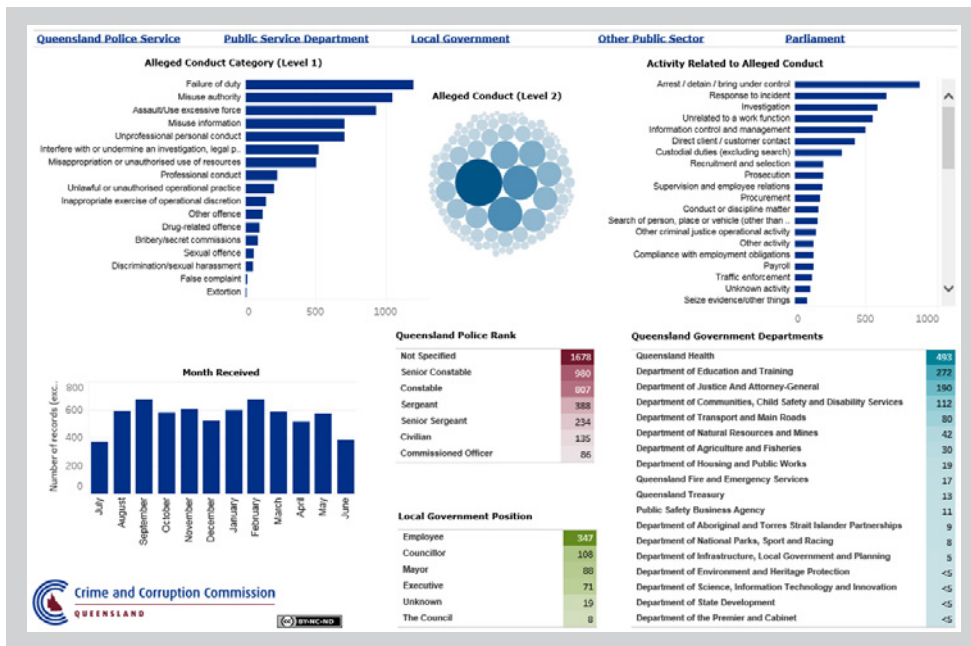 Queensland Police Service
Public Service Department
Local Government
Other Public Sector
Parliament
Alleged Conduct Category (Level 1)
Failure of duty
Misuse authority
Assault/Use excessive force
Misuse information
Unprofessional personal conduct
Interfere with or undermine an investigation, legal p..
Misappropriation or unauthorised use of resources
Professional conduct
Unlawful or unauthorised operational practice
Inappropriate exercise of operational discretion
Other offence
Drug-related offence
Bribery/secret commissions
Sexual offence
Discrimination/sexual harassment
False complaint
Extortion
0 500 1000
Alleged Conduct (Level 2)
Activity Related to Alleged Conduct
Arrest / detain / bring under control
Response to incident
Investigation
Unrelated to a work function
Information control and management
Direct client / customer contact
Custodial duties (excluding search)
Recruitment and selection
Prosecution
Supervision and employee relations
Procurement
Conduct or discipline matter
Search of person, place or vehicle (other than ..
Other criminal justice operational activity
Other activity
Compliance with employment obligations
Payroll
Traffic enforcement
Unknown activity
Seize evidence/other things
0 500 1000
Month Received
Number of records (exc..
800
600
400
200
0
July
August
September
October
November
December
January
February
March
April
May
June
Queensland Police Rank
Not Specified 1678
Senior Constable 980
Constable 807
Sergeant 388
Senior Sergeant 234
Civilian 135
Commissioned Officer 86
Local Government Position
Employee 347
Councillor 108
Mayor 88
Executive 71
Unknown 19
The Council 8
Queensland Government Departments
Queensland Health 493
Department of Education and Training 272
Department of Justice And Attorney-General 190
Department of Communities, Child Safety and Disability Services 112
Department of Transport and Main Roads 80
Department of Natural Resources and Mines 42
Department of Agriculture and Fisheries 30
Department of Housing and Public Works 19
Queensland Fire and Emergency Services 17
Queensland Treasury 13
Public Safety Business Agency 11
Department of Aboriginal and Torres Strait Islander Partnerships 9
Department of National Parks, Sport and Racing 8
Department of Infrastructure, Local Government and Planning 5
Department of Environment and Heritage Protection <5
Department of Science, Information Technology and Innovation <5
Department of State Development <5
Department of the Premier and Cabinet <5
Crime and Corruption Commission
QUEENSLAND
cc BY-NC-ND